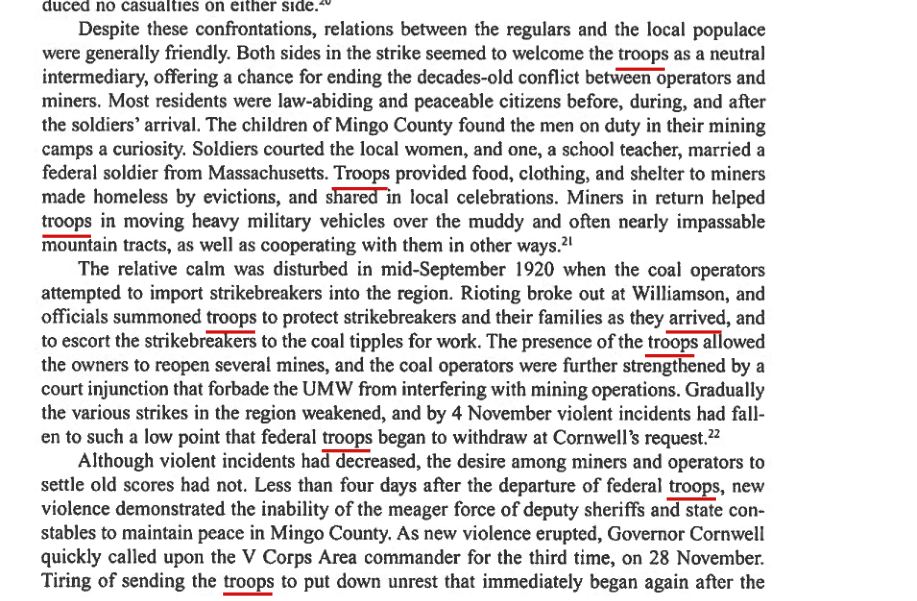 duced no casualties on either side.²⁰
Despite these confrontations, relations between the regulars and the local populace
were generally friendly. Both sides in the strike seemed to welcome the troops as a neutral
intermediary, offering a chance for ending the decades-old conflict between operators and
miners. Most residents were law-abiding and peaceable citizens before, during, and after
the soldiers' arrival. The children of Mingo County found the men on duty in their mining
camps a curiosity. Soldiers courted the local women, and one, a school teacher, married a
federal soldier from Massachusetts. Troops provided food, clothing, and shelter to miners
made homeless by evictions, and shared in local celebrations. Miners in return helped
troops in moving heavy military vehicles over the muddy and often nearly impassable
mountain tracts, as well as cooperating with them in other ways.²¹
The relative calm was disturbed in mid-September 1920 when the coal operators
attempted to import strikebreakers into the region. Rioting broke out at Williamson, and
officials summoned troops to protect strikebreakers and their families as they arrived, and
to escort the strikebreakers to the coal tipples for work. The presence of the troops allowed
the owners to reopen several mines, and the coal operators were further strengthened by a
court injunction that forbade the UMW from interfering with mining operations. Gradually
the various strikes in the region weakened, and by 4 November violent incidents had fall-
en to such a low point that federal troops began to withdraw at Cornwell's request.²²
Although violent incidents had decreased, the desire among miners and operators to
settle old scores had not. Less than four days after the departure of federal troops, new
violence demonstrated the inability of the meager force of deputy sheriffs and state con-
stables to maintain peace in Mingo County. As new violence erupted, Governor Cornwell
quickly called upon the V Corps Area commander for the third time, on 28 November.
Tiring of sending the troops to put down unrest that immediately began again after the